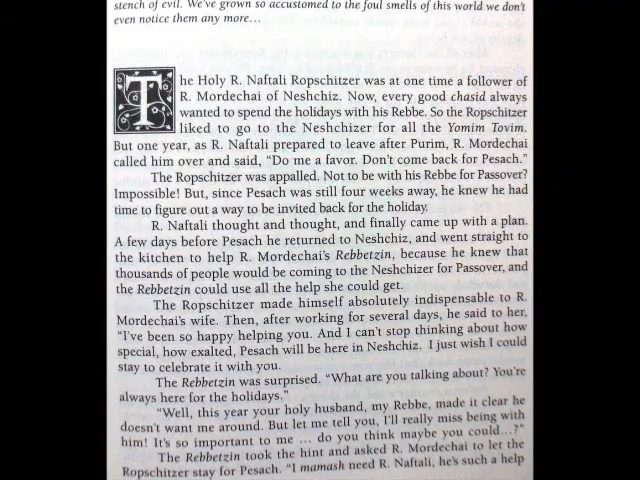 stench of evil. We've grown so accustomed to the foul smells of this world we don't
even notice them any more…
The Holy R. Naftali Ropschitzer was at one time a follower of
R. Mordechai of Neshchiz. Now, every good chasid always
wanted to spend the holidays with his Rebbe. So the Ropschitzer
liked to go to the Neshchizer for all the Yomim Tovim.
But one year, as R. Naftali prepared to leave after Purim, R. Mordechai
called him over and said, “Do me a favor. Don't come back for Pesach.”
The Ropschitzer was appalled. Not to be with his Rebbe for Passover?
Impossible! But, since Pesach was still four weeks away, he knew he had
time to figure out a way to be invited back for the holiday.
R. Naftali thought and thought, and finally came up with a plan.
A few days before Pesach he returned to Neshchiz, and went straight to
the kitchen to help R. Mordechai's Rebbetzin, because he knew that
thousands of people would be coming to the Neshchizer for Passover, and
the Rebbetzin could use all the help she could get.
The Ropschitzer made himself absolutely indispensable to R.
Mordechai's wife. Then, after working for several days, he said to her,
“I've been so happy helping you. And I can't stop thinking about how
special, how exalted, Pesach will be here in Neshchiz. I just wish I could
stay to celebrate it with you.
The Rebbetzin was surprised. “What are you talking about? You're
always here for the holidays.”
“Well, this year your holy husband, my Rebbe, made it clear he
doesn't want me around. But let me tell you, I'll really miss being with
him! It's so important to me … do you think maybe you could…?”
The Rebbetzin took the hint and asked R. Mordechai to let the
Ropschitzer stay for Pesach. “I mamash need R. Naftali, he's such a help